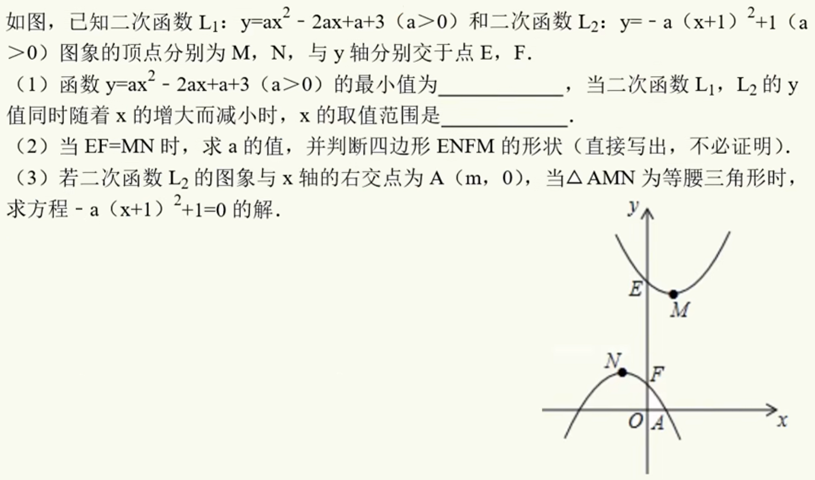 如图，已知二次函数 L₁：y=ax²﹣2ax+a+3（a＞0）和二次函数 L₂：y=﹣a（x+1）²+1（a
＞0）图象的顶点分别为 M，N，与 y 轴分别交于点 E，F．
（1）函数 y=ax²﹣2ax+a+3（a＞0）的最小值为____________，当二次函数 L₁，L₂的 y
值同时随着 x 的增大而减小时，x 的取值范围是____________．
（2）当 EF=MN 时，求 a 的值，并判断四边形 ENFM 的形状（直接写出，不必证明）．
（3）若二次函数 L₂的图象与 x 轴的右交点为 A（m，0），当△AMN 为等腰三角形时，
求方程﹣a（x+1）²+1=0 的解．
y
E
M
N
F
O A x